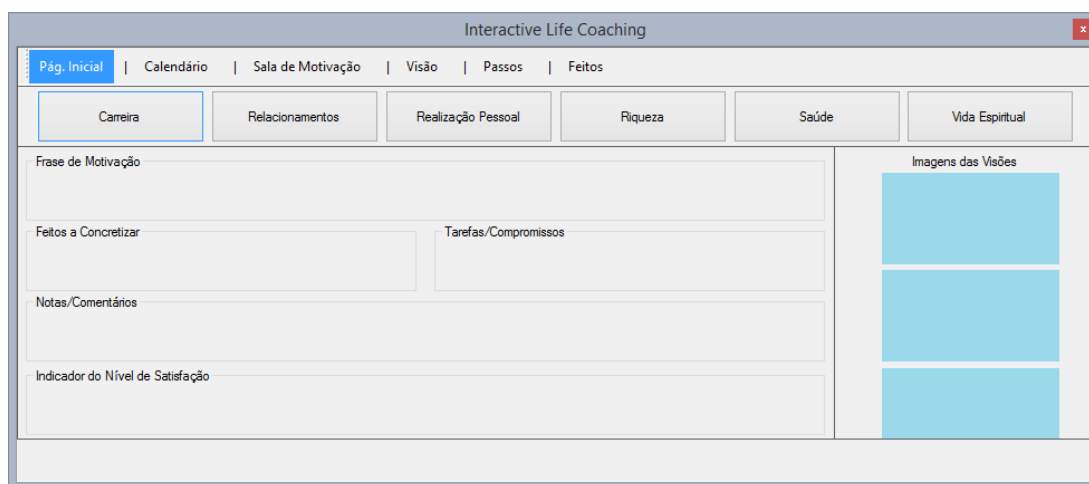 Interactive Life Coaching
x
Pág. Inicial | Calendário | Sala de Motivação | Visão | Passos | Feitos
Carreira Relacionamentos Realização Pessoal Riqueza Saúde Vida Espiritual
Frase de Motivação
Imagens das Visões
Feitos a Concretizar Tarefas/Compromissos
Notas/Comentários
Indicador do Nível de Satisfação